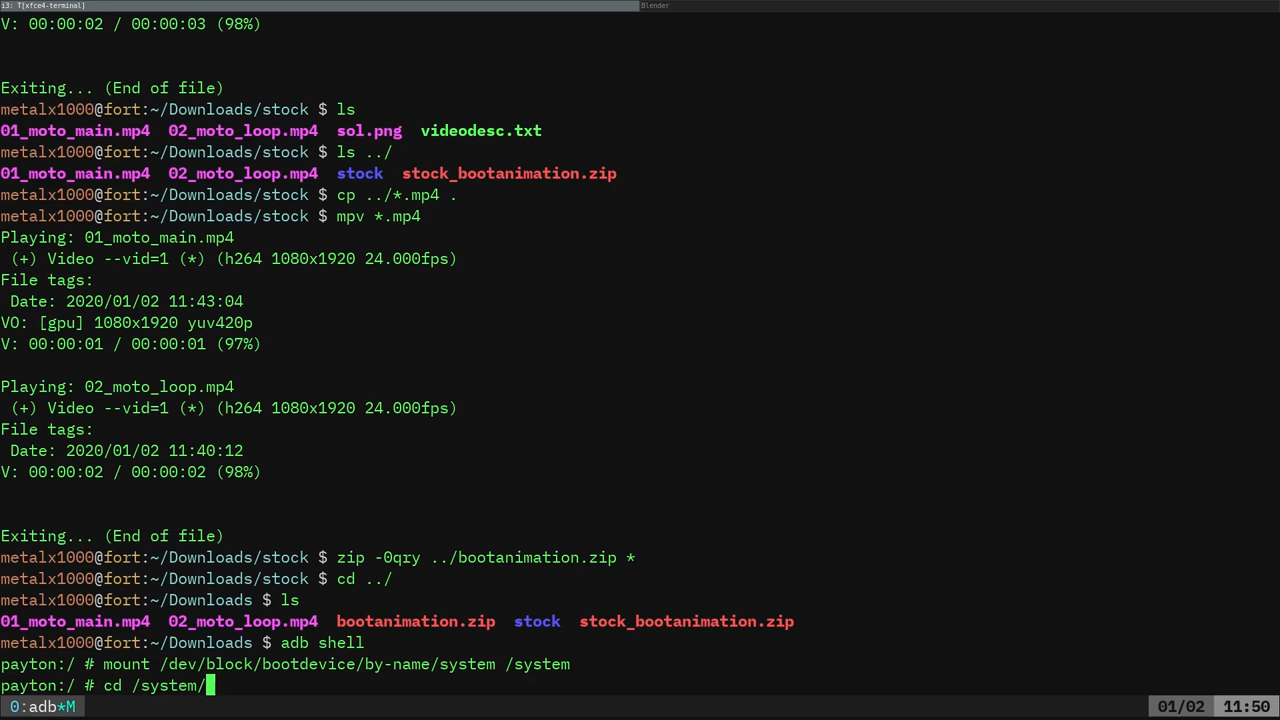 i3: T[xfce4-terminal] Blender
V: 00:00:02 / 00:00:03 (98%)
Exiting... (End of file)
metalx1000@fort:~/Downloads/stock $ ls
01_moto_main.mp4  02_moto_loop.mp4  sol.png  videodesc.txt
metalx1000@fort:~/Downloads/stock $ ls ../
01_moto_main.mp4  02_moto_loop.mp4  stock  stock_bootanimation.zip
metalx1000@fort:~/Downloads/stock $ cp ../*.mp4 .
metalx1000@fort:~/Downloads/stock $ mpv *.mp4
Playing: 01_moto_main.mp4
 (+) Video --vid=1 (*) (h264 1080x1920 24.000fps)
File tags:
 Date: 2020/01/02 11:43:04
VO: [gpu] 1080x1920 yuv420p
V: 00:00:01 / 00:00:01 (97%)
Playing: 02_moto_loop.mp4
 (+) Video --vid=1 (*) (h264 1080x1920 24.000fps)
File tags:
 Date: 2020/01/02 11:40:12
V: 00:00:02 / 00:00:02 (98%)
Exiting... (End of file)
metalx1000@fort:~/Downloads/stock $ zip -0qry ../bootanimation.zip *
metalx1000@fort:~/Downloads/stock $ cd ../
metalx1000@fort:~/Downloads $ ls
01_moto_main.mp4  02_moto_loop.mp4  bootanimation.zip  stock  stock_bootanimation.zip
metalx1000@fort:~/Downloads $ adb shell
payton:/ # mount /dev/block/bootdevice/by-name/system /system
payton:/ # cd /system/
0:adb*M 01/02 11:50